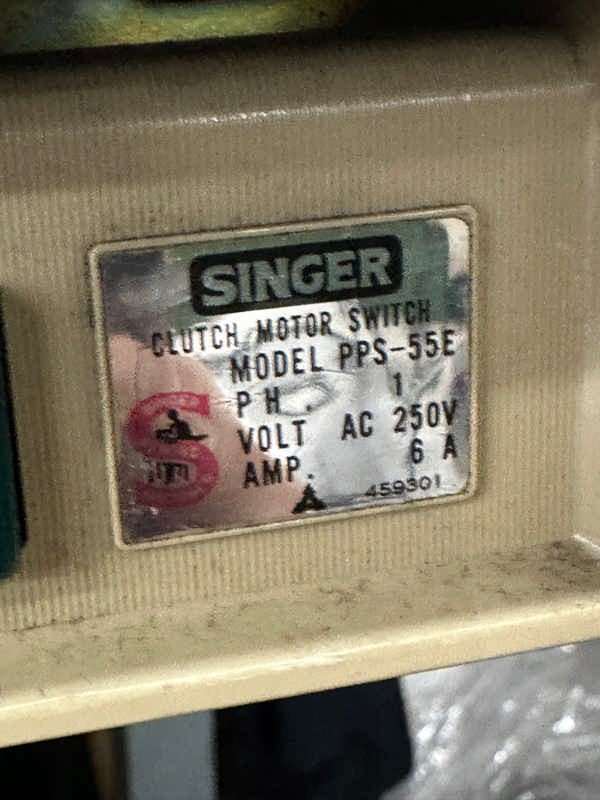 SINGER
CLUTCH MOTOR SWITCH
MODEL PPS-55E
PH. 1
VOLT AC 250V
AMP. 6 A
S
459301